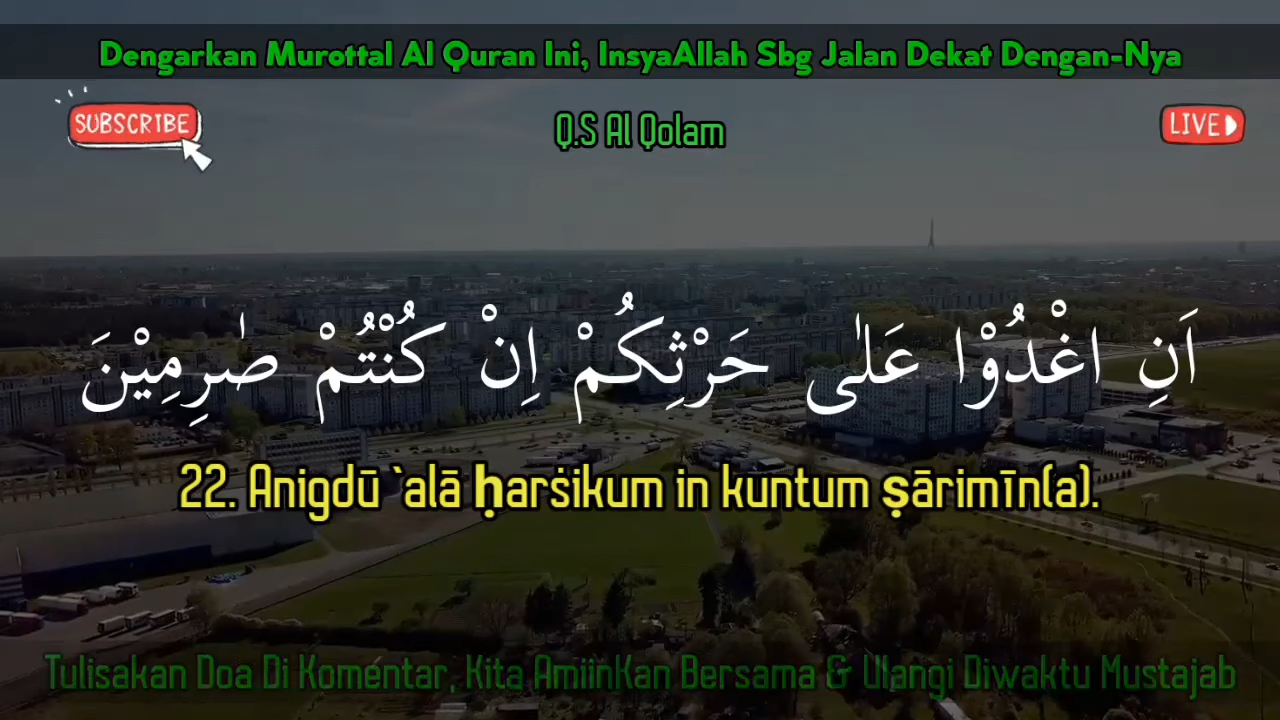 Dengarkan Murottal Al Quran Ini, InsyaAllah Sbg Jalan Dekat Dengan-Nya
SUBSCRIBE
Q.S Al Qolam
LIVE
اَنِ اغْدُوْا عَلٰى حَرْثِكُمْ اِنْ كُنْتُمْ صٰرِمِيْنَ
22. Anigdū `alā ḥarṡikum in kuntum ṣārimīn(a).
Tulisakan Doa Di Komentar, Kita AmiinKan Bersama & Ulangi Diwaktu Mustajab